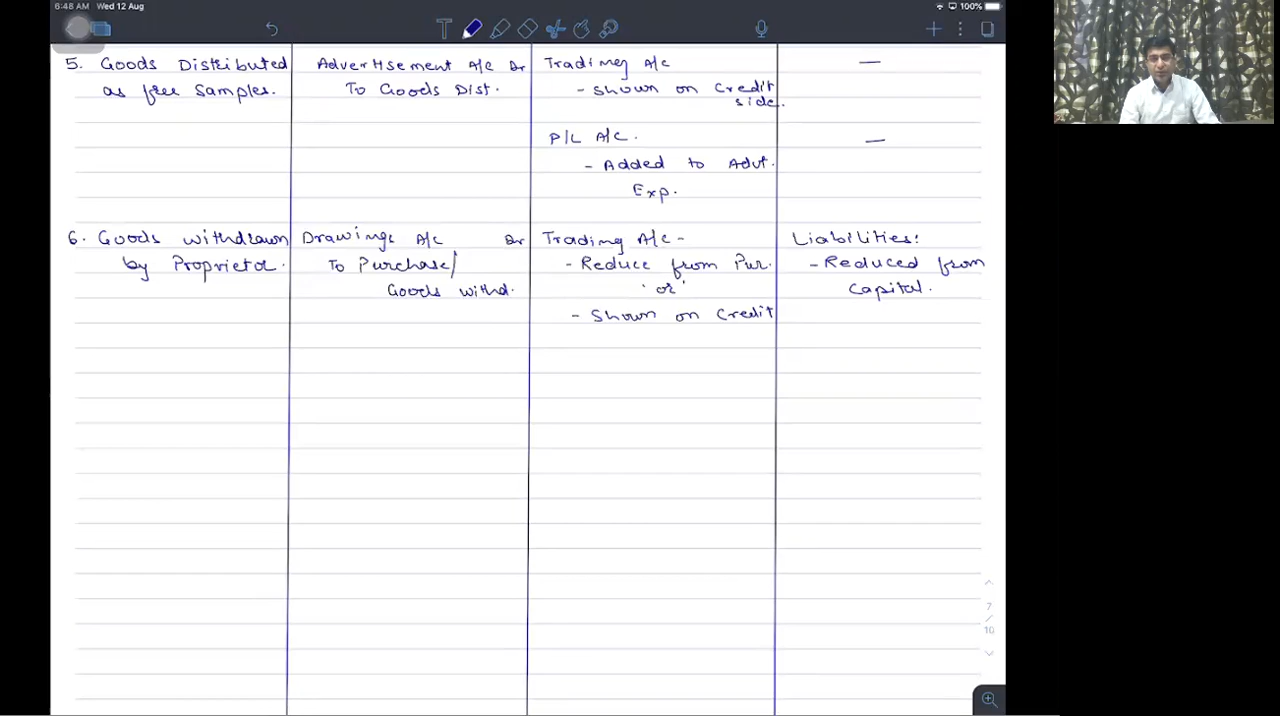 6:48 AM Wed 12 Aug
100%
5. Goods Distributed
as free Samples.
Advertisement A/c Dr
To Goods Dist.
Trading A/c
- Shown on Credit
side.
—
P/L A/c.
- Added to Advt.
Exp.
—
6. Goods withdrawn
by Proprietor.
Drawings A/c Dr
To Purchase/
Goods withd.
Trading A/c -
- Reduce from Pur.
'or'
- Shown on Credit
Liabilities:
- Reduced from
Capital.
7
/
10